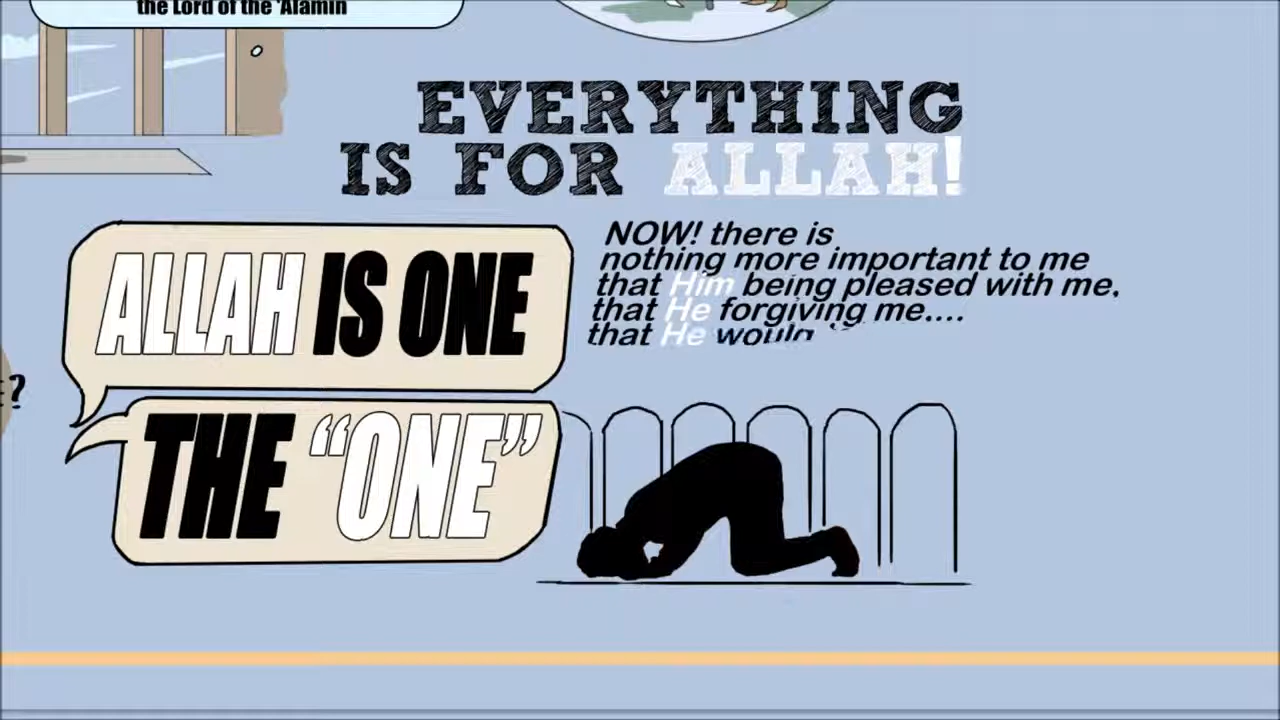 the Lord of the 'Alamin
EVERYTHING
IS FOR ALLAH!
ALLAH IS ONE
THE “ONE”
NOW! there is
nothing more important to me
that Him being pleased with me,
that He forgiving me....
that He would
?